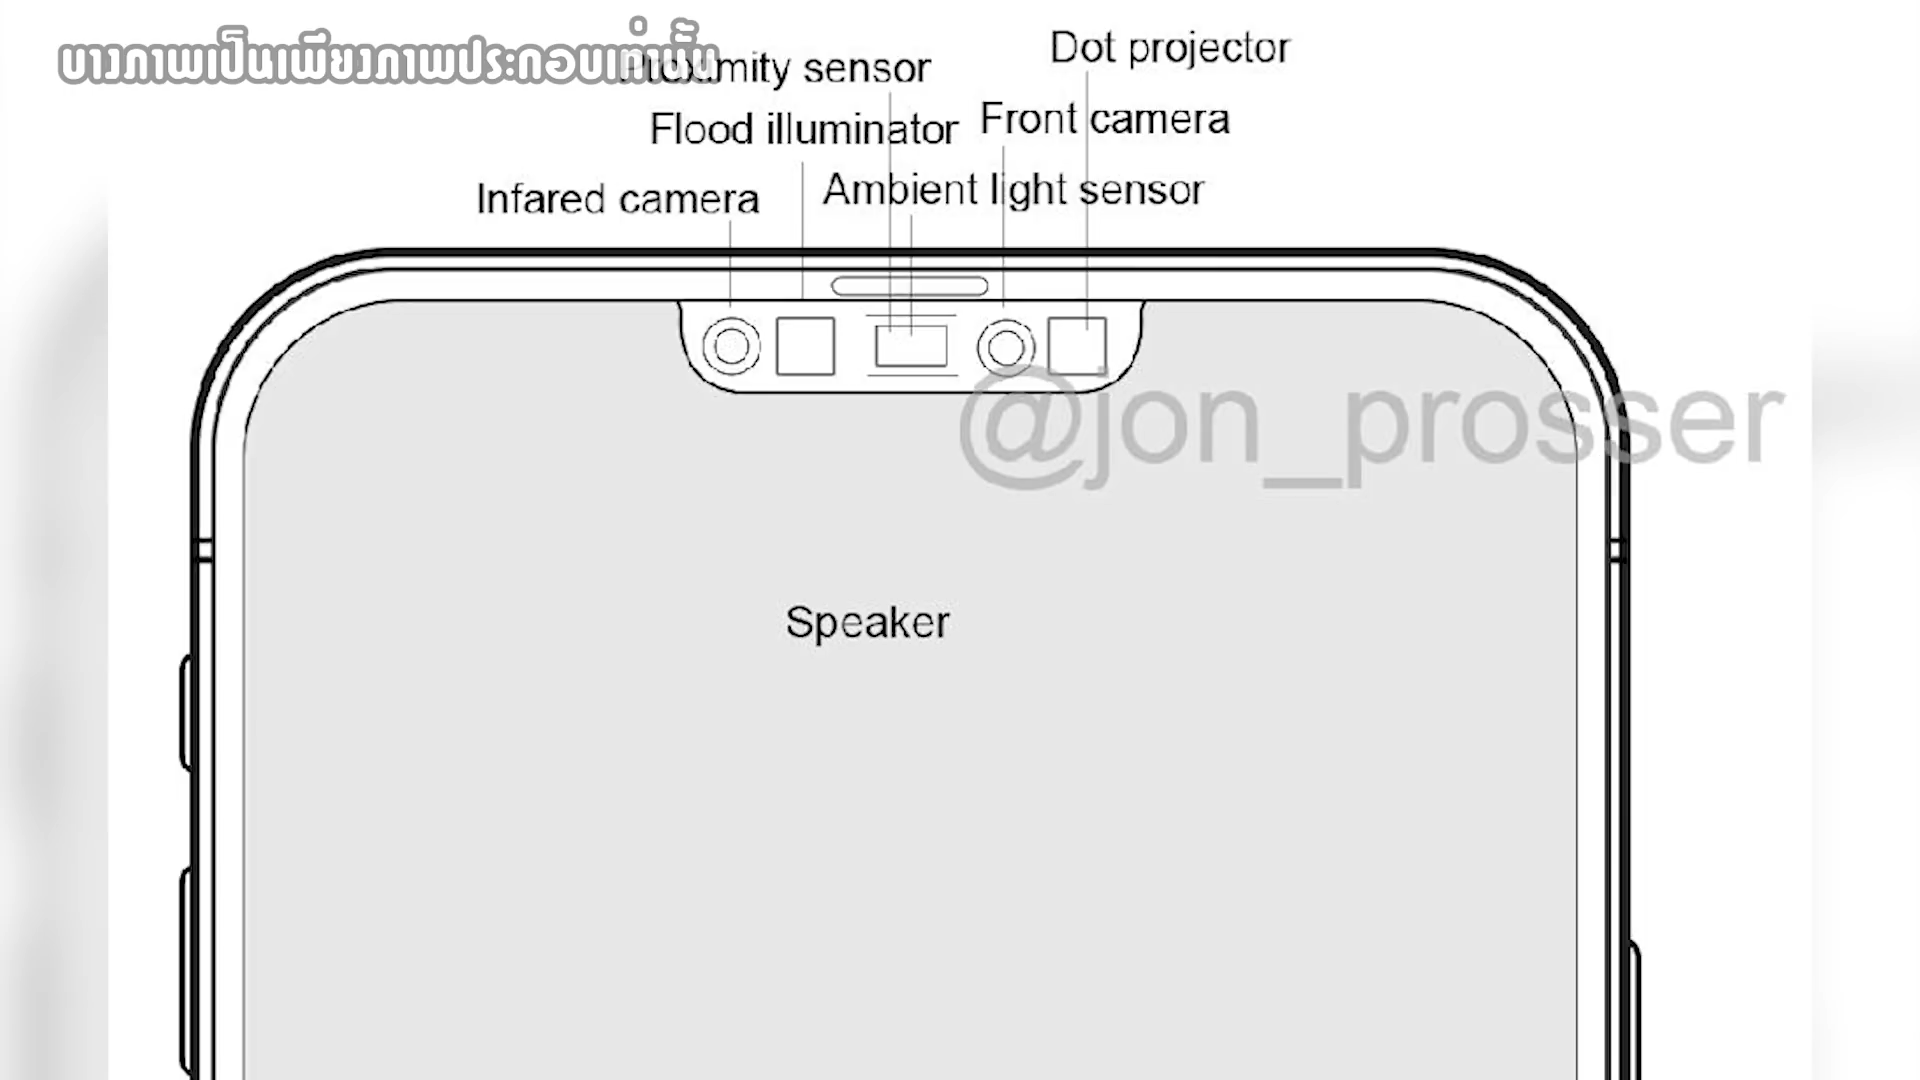 บางภาพเป็นเพียงภาพประกอบเท่านั้น
Proximity sensor
Dot projector
Flood illuminator
Front camera
Infared camera
Ambient light sensor
@jon_prosser
Speaker